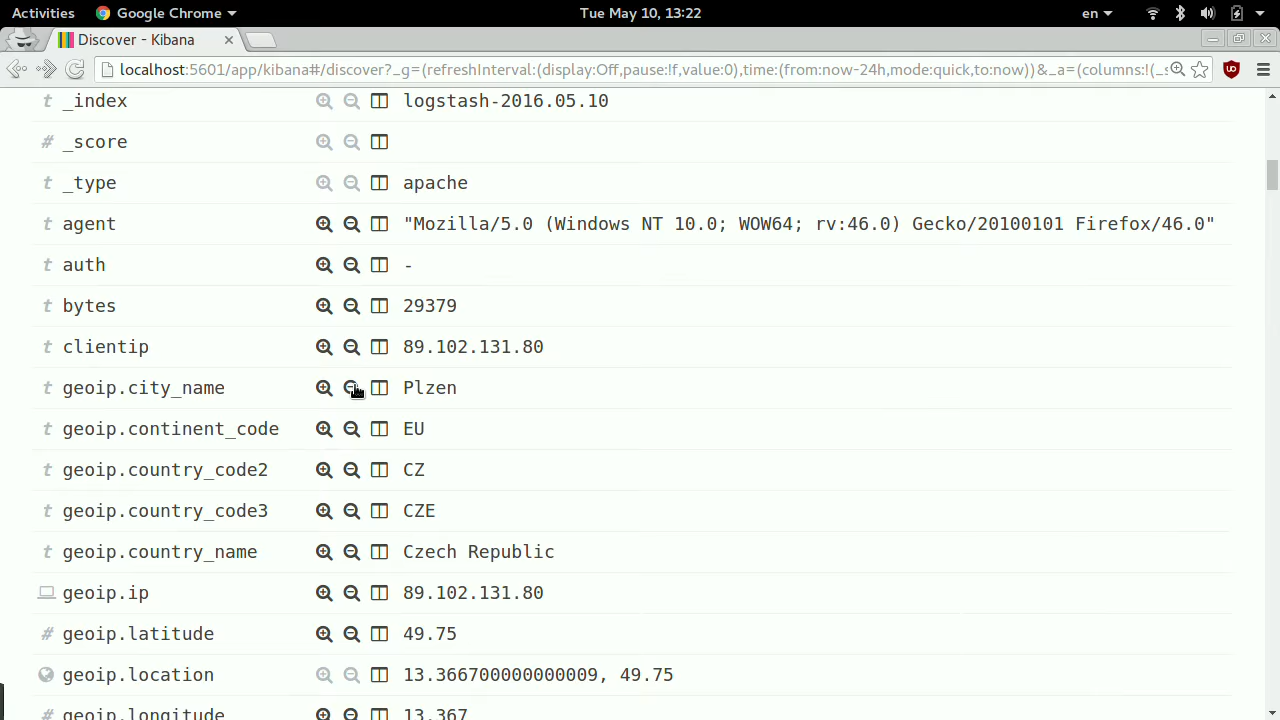 Activities Google Chrome Tue May 10, 13:22 en
Discover - Kibana
localhost:5601/app/kibana#/discover?_g=(refreshInterval:(display:Off,pause:!f,value:0),time:(from:now-24h,mode:quick,to:now))&_a=(columns:!(_s
t _index logstash-2016.05.10
# _score
t _type apache
t agent "Mozilla/5.0 (Windows NT 10.0; WOW64; rv:46.0) Gecko/20100101 Firefox/46.0"
t auth -
t bytes 29379
t clientip 89.102.131.80
t geoip.city_name Plzen
t geoip.continent_code EU
t geoip.country_code2 CZ
t geoip.country_code3 CZE
t geoip.country_name Czech Republic
geoip.ip 89.102.131.80
# geoip.latitude 49.75
geoip.location 13.366700000000009, 49.75
# geoip.longitude 13.367